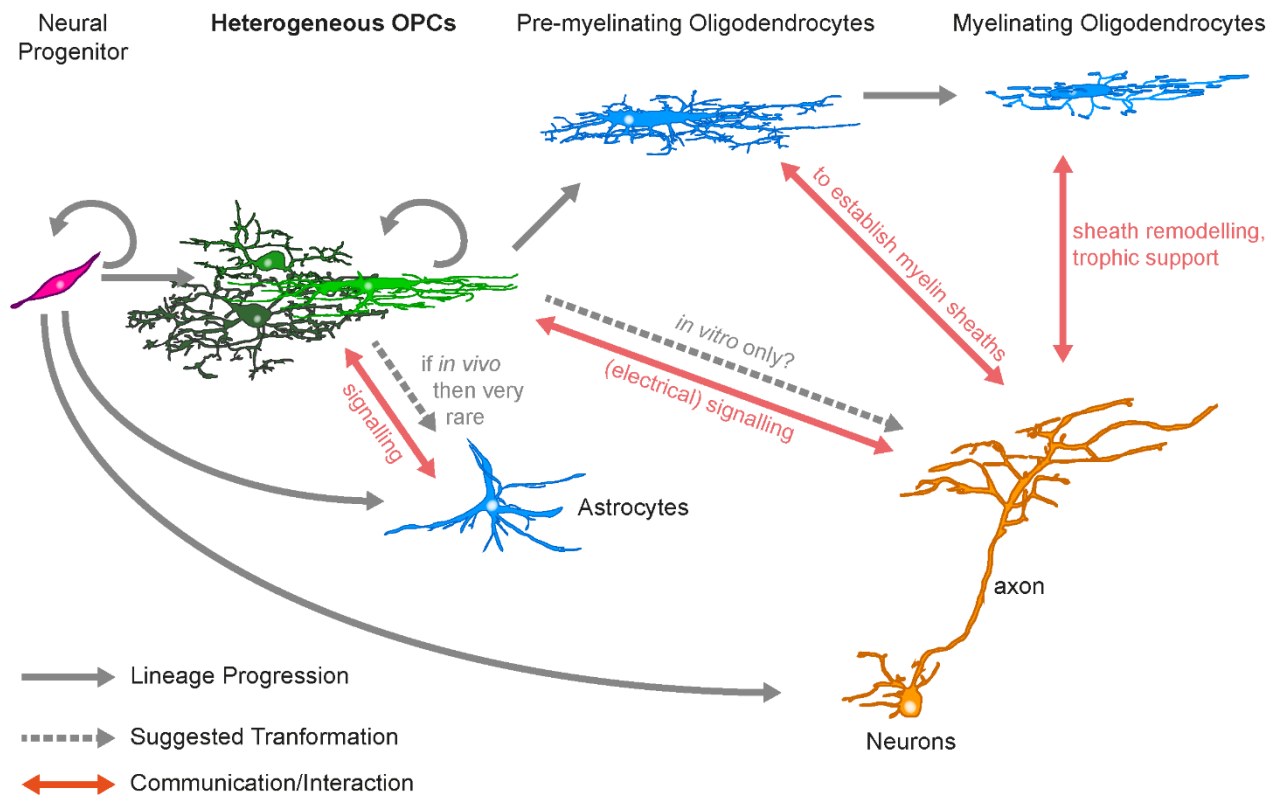 Neural
Progenitor
Heterogeneous OPCs
Pre-myelinating Oligodendrocytes
Myelinating Oligodendrocytes
to establish myelin sheaths
sheath remodelling,
trophic support
in vitro only?
(electrical) signalling
if in vivo
then very
rare
signalling
Astrocytes
axon
Neurons
Lineage Progression
Suggested Tranformation
Communication/Interaction